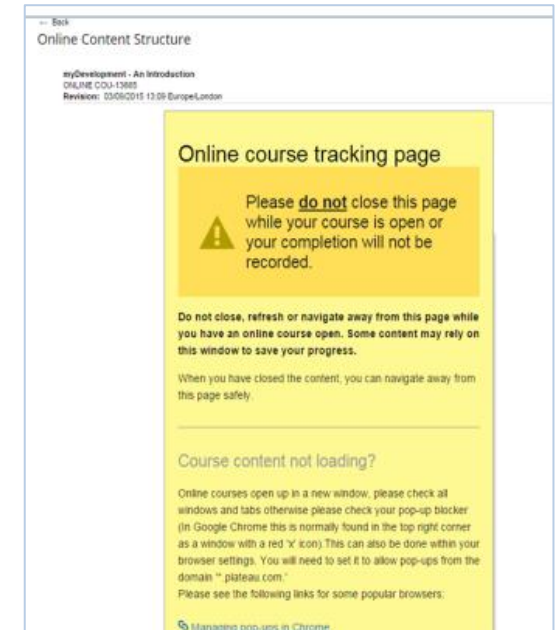 ← Back
Online Content Structure
myDevelopment - An Introduction
ONLINE COU-13685
Revision: 03/09/2015 13:09 Europe/London
Online course tracking page
Please do not close this page
while your course is open or
your completion will not be
recorded.
Do not close, refresh or navigate away from this page while
you have an online course open. Some content may rely on
this window to save your progress.
When you have closed the content, you can navigate away from
this page safely.
Course content not loading?
Online courses open up in a new window, please check all
windows and tabs otherwise please check your pop-up blocker
(In Google Chrome this is normally found in the top right corner
as a window with a red 'x' icon).This can also be done within your
browser settings. You will need to set it to allow pop-ups from the
domain '*.plateau.com.'
Please see the following links for some popular browsers:
Managing pop-ups in Chrome